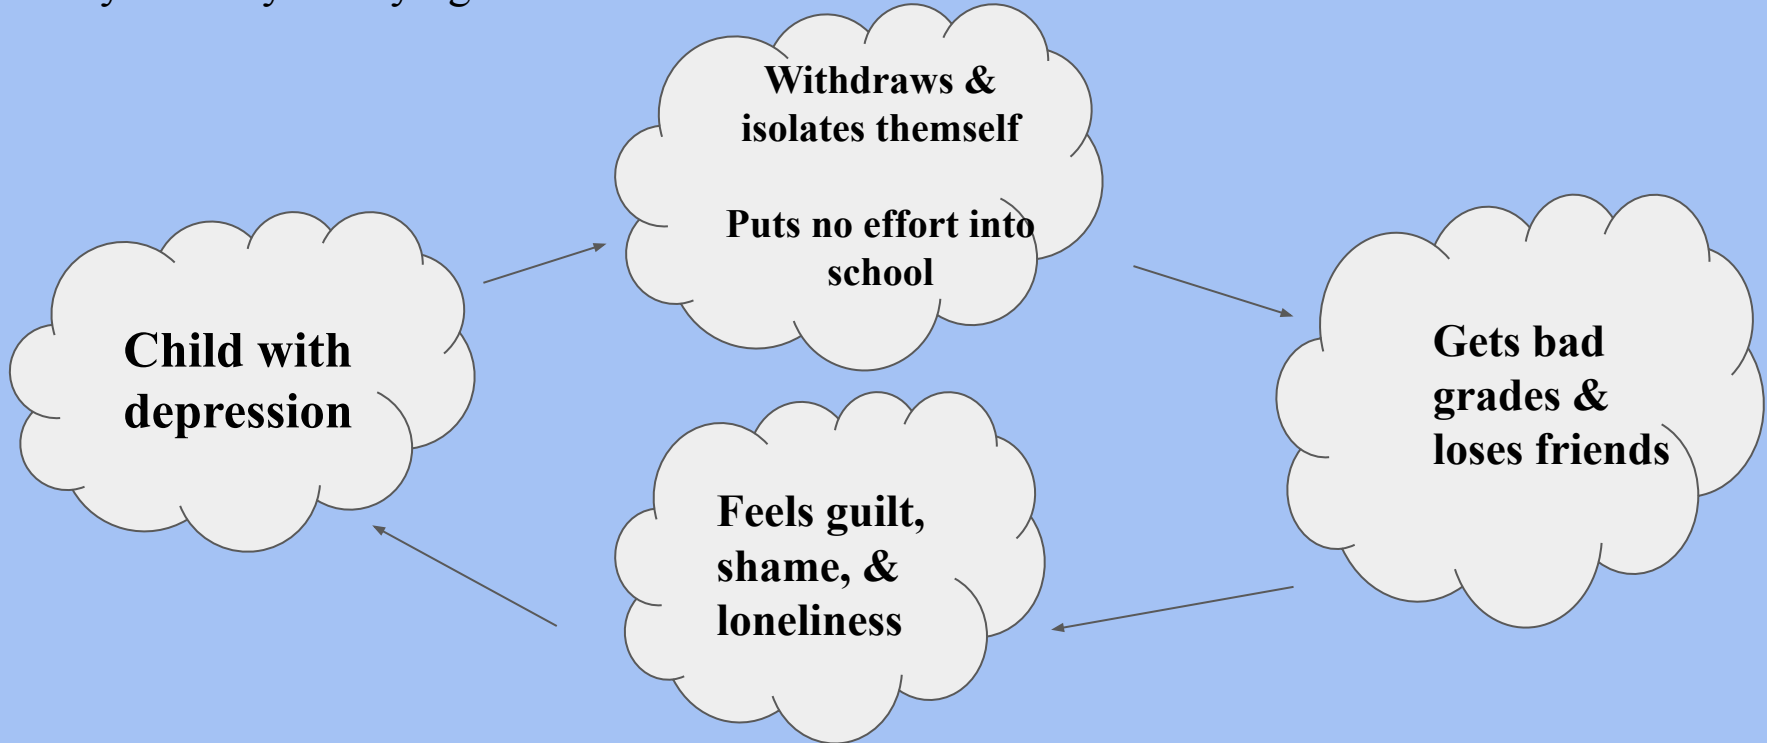 Withdraws &
isolates themself
Puts no effort into
school
Child with
depression
Gets bad
grades &
loses friends
Feels guilt,
shame, &
loneliness